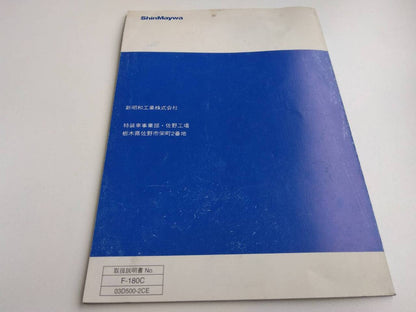 ShinMaywa
新明和工業株式会社
特装車事業部・佐野工場
栃木県佐野市栄町2番地
取扱説明書 No.
F-180C
03D500-2CE